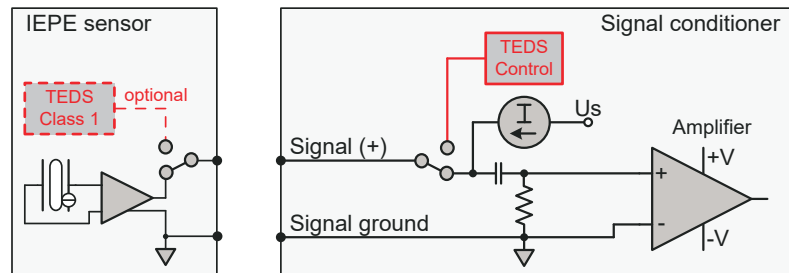 IEPE sensor
TEDS
Class 1
optional
Signal conditioner
TEDS
Control
I
Us
Signal (+)
Amplifier
+V
+
-
-V
Signal ground